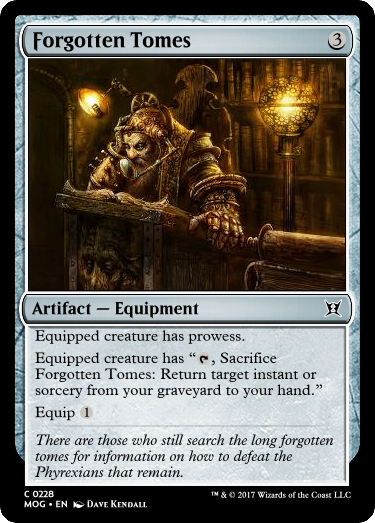 Forgotten Tomes 3
Artifact — Equipment
Equipped creature has prowess.
Equipped creature has “, Sacrifice
Forgotten Tomes: Return target instant or
sorcery from your graveyard to your hand.”
Equip 1
There are those who still search the long forgotten
tomes for information on how to defeat the
Phyrexians that remain.
C 0228
MOG • EN Dave Kendall
™ & © 2017 Wizards of the Coast LLC